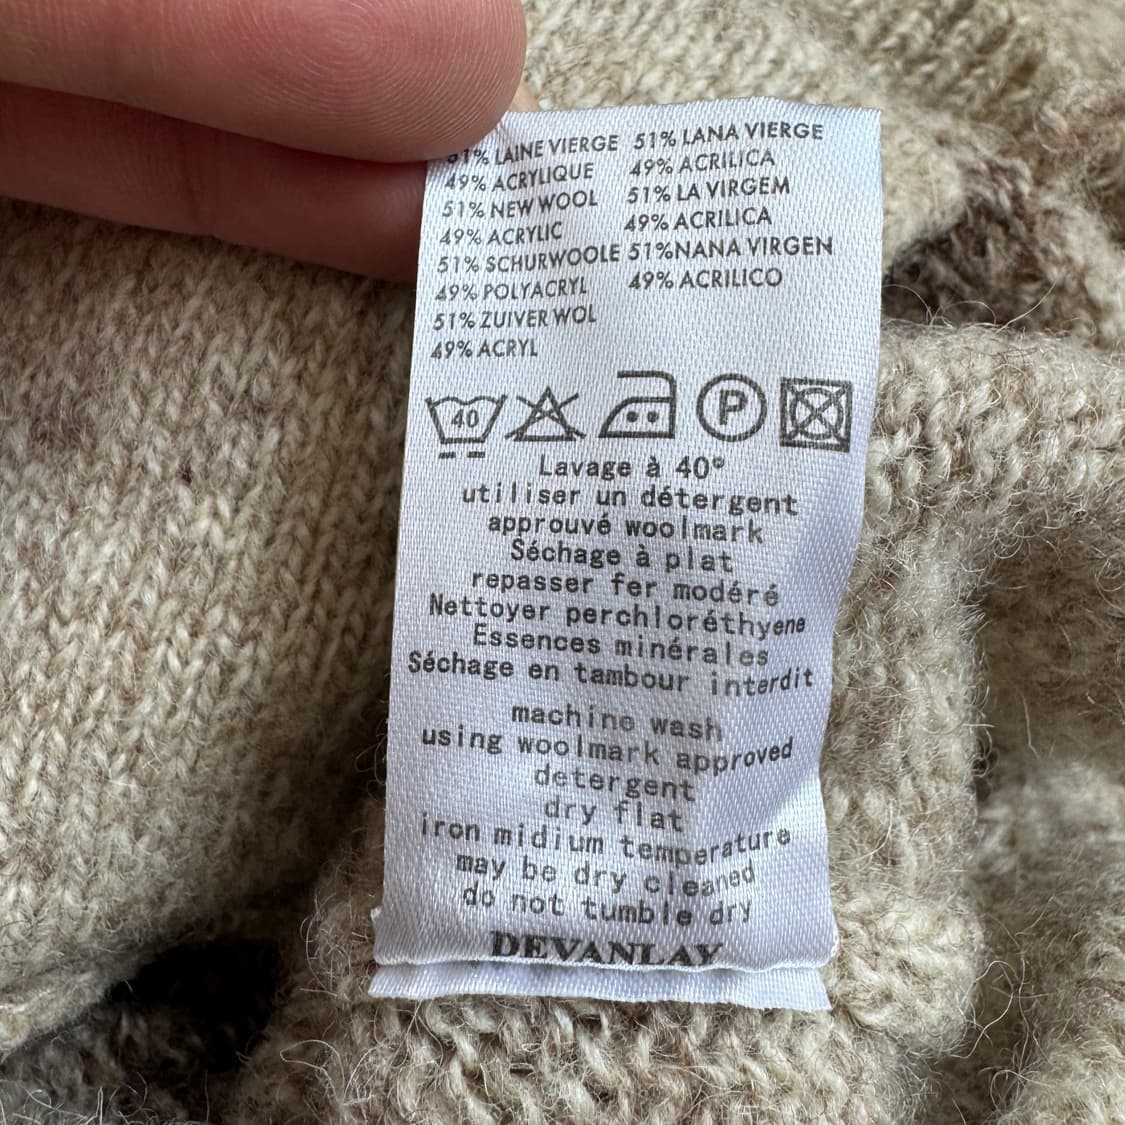 51% LAINE VIERGE
49% ACRYLIQUE
51% NEW WOOL
49% ACRYLIC
51% SCHURWOOLE
49% POLYACRYL
51% ZUIVER WOL
49% ACRYL
51% LANA VIERGE
49% ACRILICA
51% LA VIRGEM
49% ACRILICA
51%NANA VIRGEN
49% ACRILICO
40
P
Lavage à 40°
utiliser un détergent
approuvé woolmark
Séchage à plat
repasser fer modéré
Nettoyer perchloréthyene
Essences minérales
Séchage en tambour interdit
machine wash
using woolmark approved
detergent
dry flat
iron midium temperature
may be dry cleaned
do not tumble dry
DEVANLAY